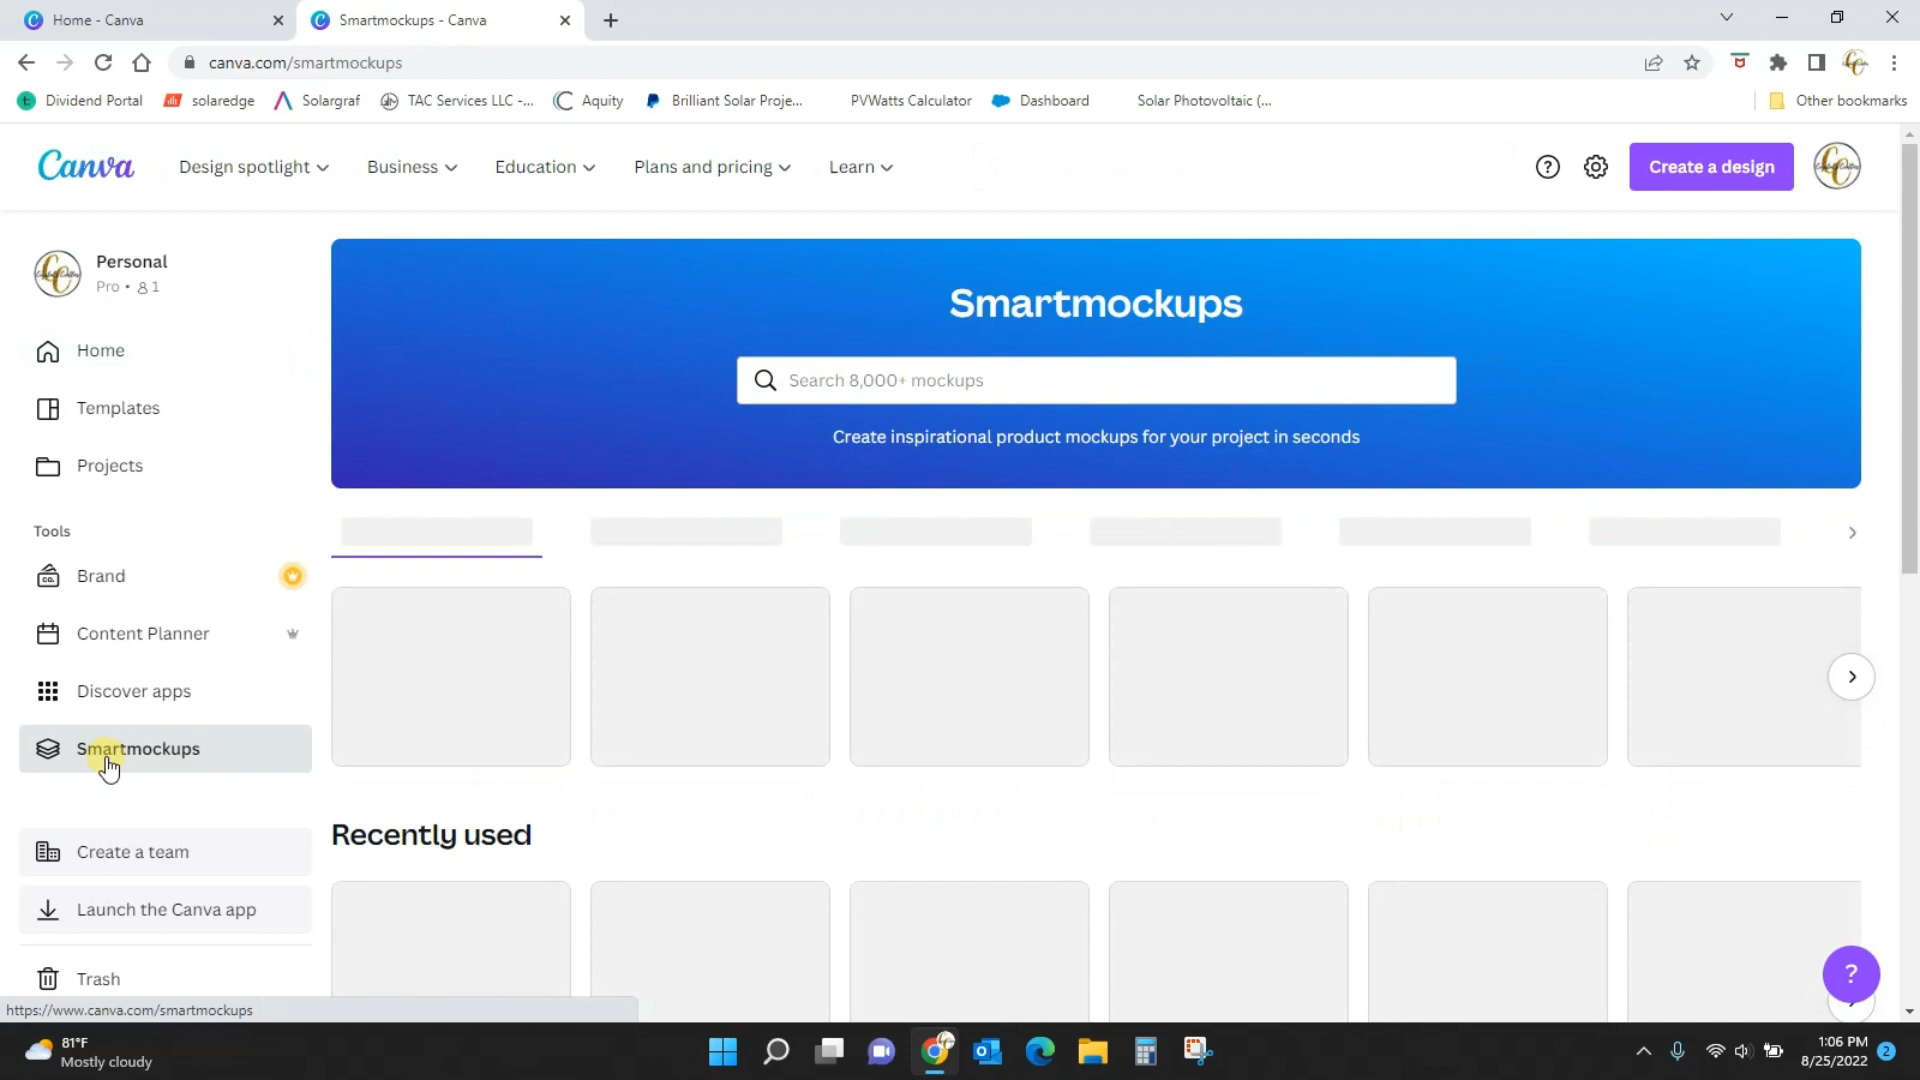 Home - Canva
Smartmockups - Canva
canva.com/smartmockups
Dividend Portal
solaredge
Solargraf
TAC Services LLC -...
Aquity
Brilliant Solar Proje...
PVWatts Calculator
Dashboard
Solar Photovoltaic (...
Other bookmarks
Canva
Design spotlight
Business
Education
Plans and pricing
Learn
Create a design
Personal
Pro • 1
Home
Templates
Projects
Tools
Brand
Content Planner
Discover apps
Smartmockups
Create a team
Launch the Canva app
Trash
https://www.canva.com/smartmockups
Smartmockups
Search 8,000+ mockups
Create inspirational product mockups for your project in seconds
Recently used
?
81°F
Mostly cloudy
1:06 PM
8/25/2022
2